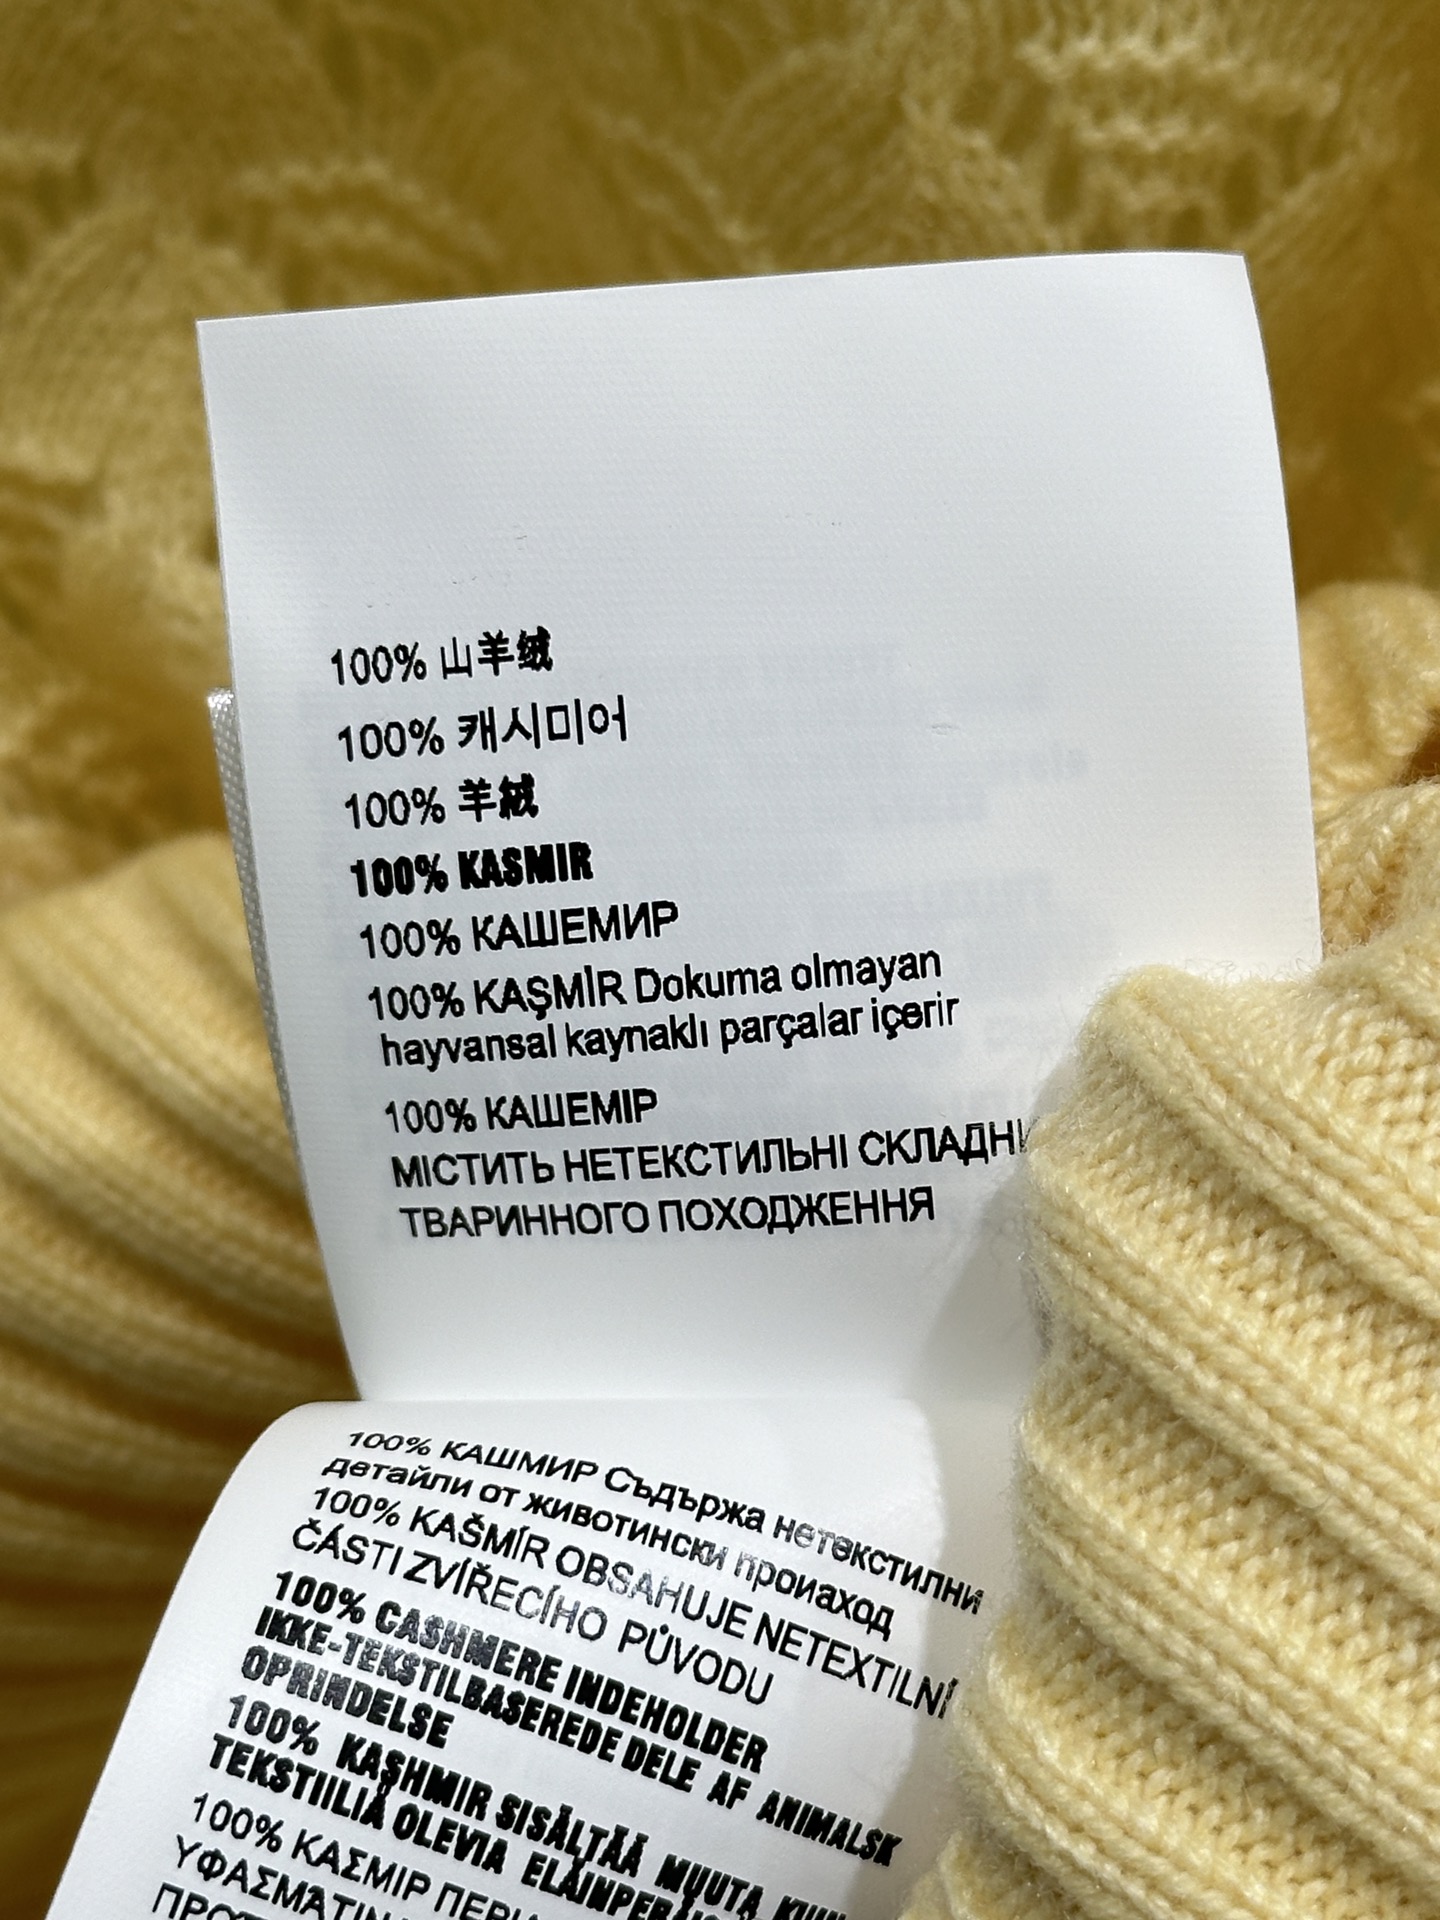 100% 山羊绒
100% 캐시미어
100% 羊絨
100% KASMIR
100% КАШЕМИР
100% KAŞMİR Dokuma olmayan
hayvansal kaynaklı parçalar içerir
100% КАШЕМІР
МІСТИТЬ НЕТЕКСТИЛЬНІ
ТВАРИННОГО ПОХОДЖЕННЯ
100% КАШМИР Съдържа нетекстилни
детайли от животински произход
100% KAŠMÍR OBSAHUJE NETEXTILNÍ
ČÁSTI ZVÍŘECÍHO PŮVODU
100% CASHMERE INDEHOLDER
IKKE-TEKSTILBASEREDE DELE AF ANIMALSK
OPRINDELSE
100% KAŞHMIR SISÄLTÄÄ MUUTA
TEKSTIILIÄ OLEVIA
100% ΚΑΣΜΙΡ